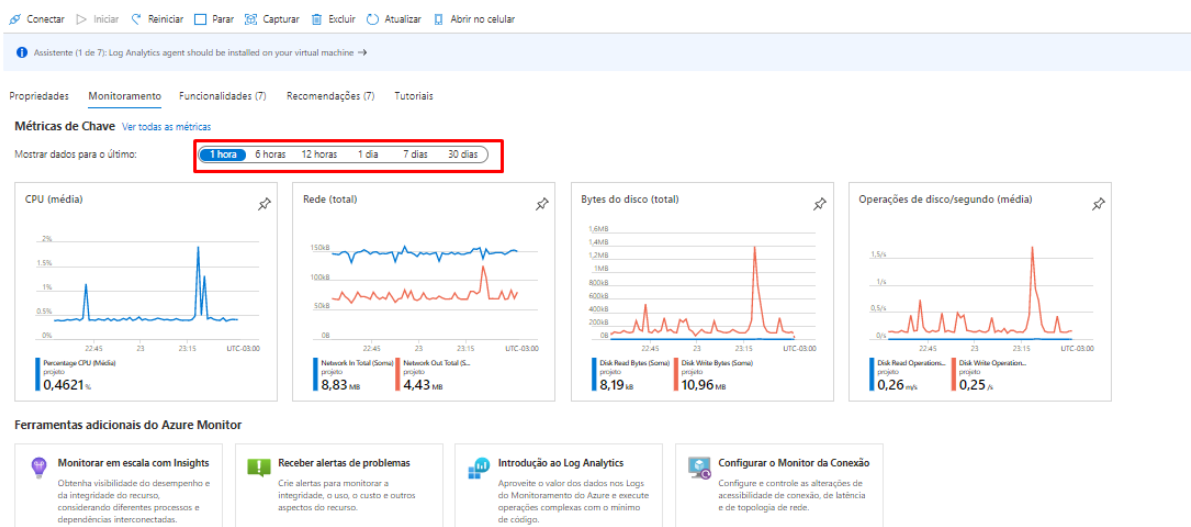 Conectar Iniciar Reiniciar Parar Capturar Excluir Atualizar Abrir no celular
Assistente (1 de 7): Log Analytics agent should be installed on your virtual machine →
Propriedades Monitoramento Funcionalidades (7) Recomendações (7) Tutoriais
Métricas de Chave Ver todas as métricas
Mostrar dados para o último: 1 hora 6 horas 12 horas 1 dia 7 dias 30 dias
CPU (média)
2%
1.5%
1%
0.5%
0%
22:45 23 23:15 UTC-03:00
Percentage CPU (Média)
projeto
0,4621 %
Rede (total)
150kB
100kB
50kB
0B
22:45 23 23:15 UTC-03:00
Network In Total (Soma) Network Out Total (S...
projeto projeto
8,83 MB 4,43 MB
Bytes do disco (total)
1,6MB
1,4MB
1,2MB
1MB
800kB
600kB
400kB
200kB
0B
22:45 23 23:15 UTC-03:00
Disk Read Bytes (Soma) Disk Write Bytes (Soma)
projeto projeto
8,19 kB 10,96 MB
Operações de disco/segundo (média)
1,5/s
1/s
0,5/s
0/s
22:45 23 23:15 UTC-03:00
Disk Read Operations... Disk Write Operation...
projeto projeto
0,26 m/s 0,25 /s
Ferramentas adicionais do Azure Monitor
Monitorar em escala com Insights
Obtenha visibilidade do desempenho e
da integridade do recurso,
considerando diferentes processos e
dependências interconectadas.
Receber alertas de problemas
Crie alertas para monitorar a
integridade, o uso, o custo e outros
aspectos do recurso.
Introdução ao Log Analytics
Aproveite o valor dos dados nos Logs
do Monitoramento do Azure e execute
operações complexas com o mínimo
de código.
Configurar o Monitor da Conexão
Configure e controle as alterações de
acessibilidade de conexão, de latência
e de topologia de rede.